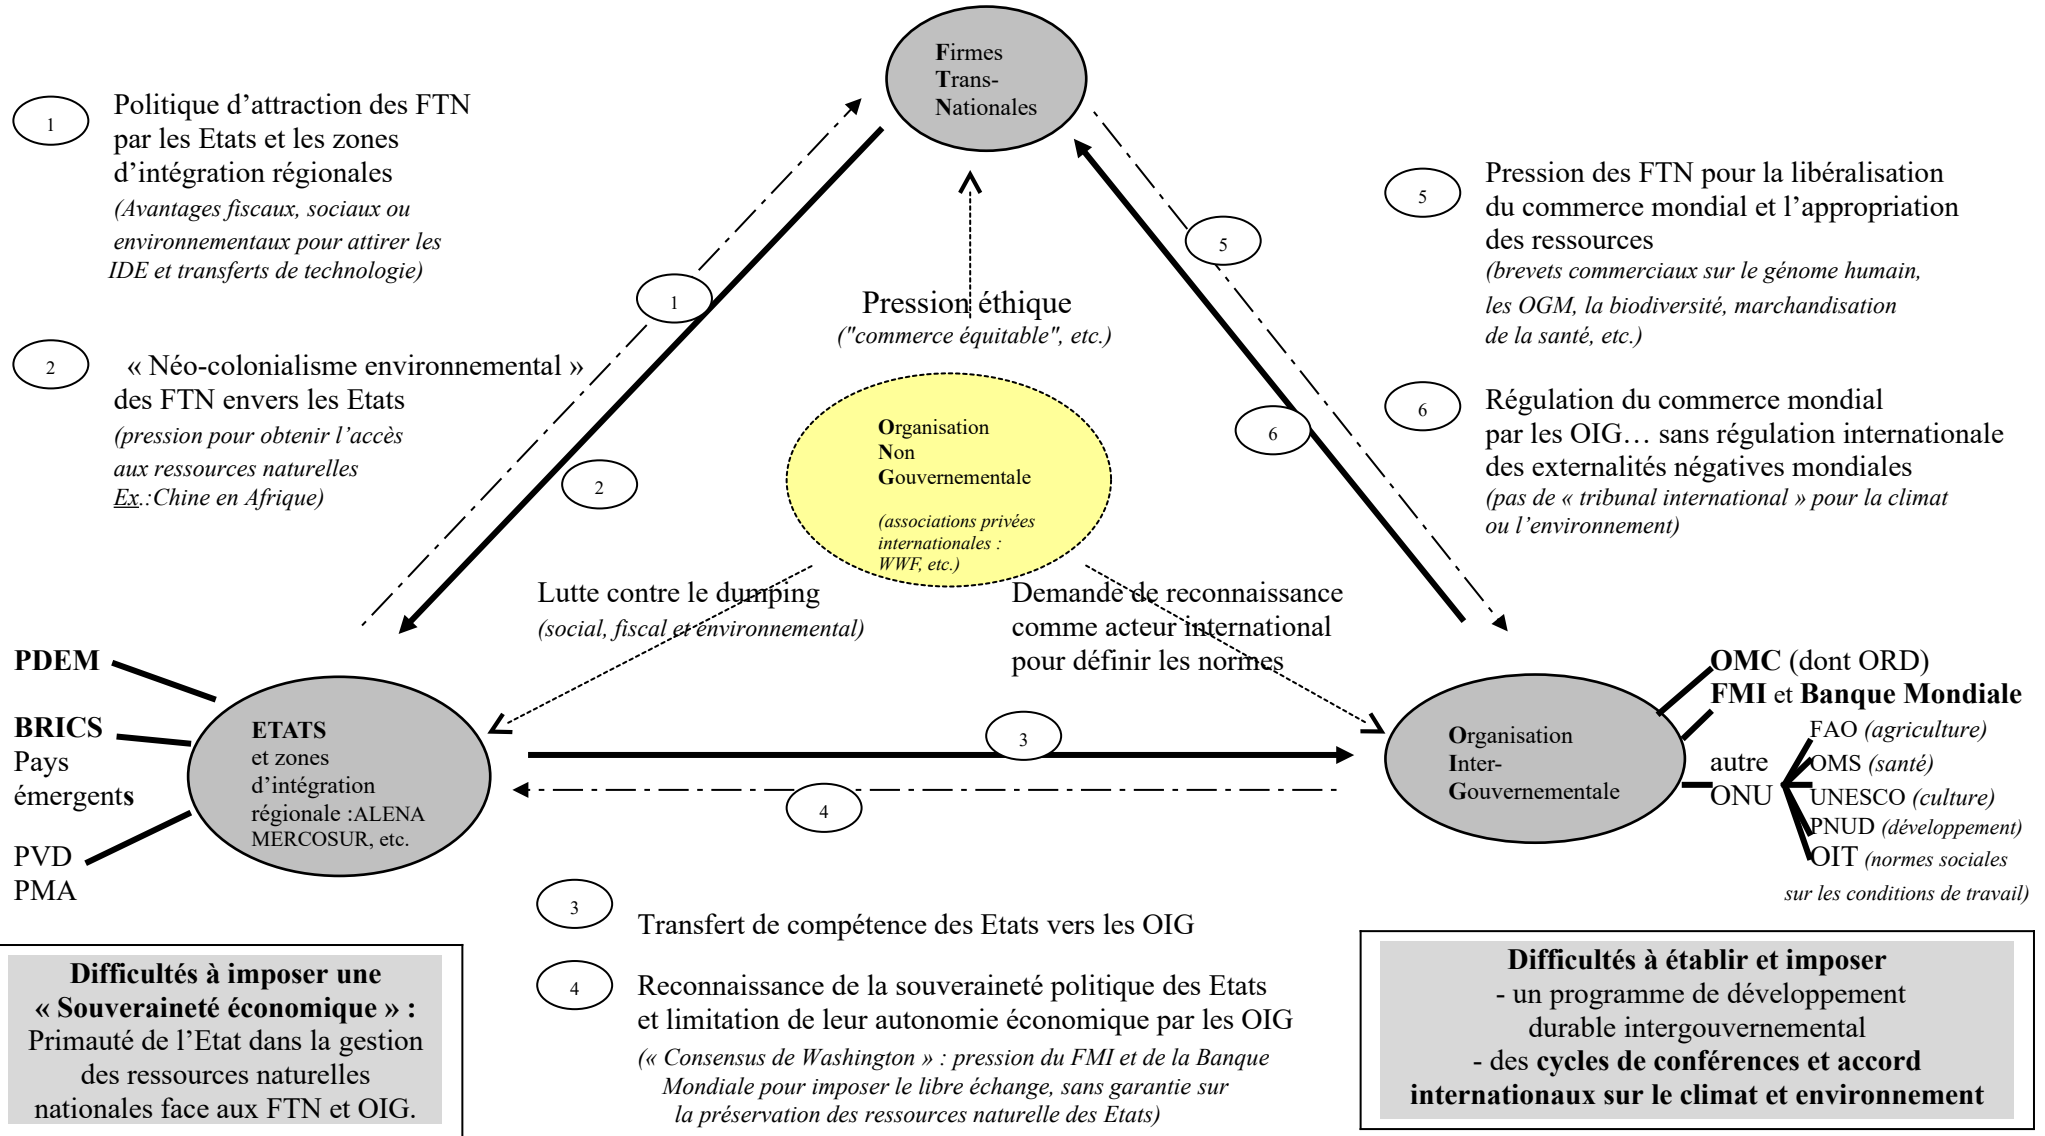 Firmes
Trans-
Nationales
1
Politique d’attraction des FTN
par les Etats et les zones
d’intégration régionales
(Avantages fiscaux, sociaux ou
environnementaux pour attirer les
IDE et transferts de technologie)
2
« Néo-colonialisme environnemental »
des FTN envers les Etats
(pression pour obtenir l’accès
aux ressources naturelles
Ex.:Chine en Afrique)
1
2
Pression éthique
("commerce équitable", etc.)
Organisation
Non
Gouvernementale
(associations privées
internationales :
WWF, etc.)
5
6
5
Pression des FTN pour la libéralisation
du commerce mondial et l’appropriation
des ressources
(brevets commerciaux sur le génome humain,
les OGM, la biodiversité, marchandisation
de la santé, etc.)
6
Régulation du commerce mondial
par les OIG… sans régulation internationale
des externalités négatives mondiales
(pas de « tribunal international » pour la climat
ou l’environnement)
Lutte contre le dumping
(social, fiscal et environnemental)
Demande de reconnaissance
comme acteur international
pour définir les normes
PDEM
BRICS
Pays
émergents
PVD
PMA
ETATS
et zones
d’intégration
régionale :ALENA
MERCOSUR, etc.
3
4
Organisation
Inter-
Gouvernementale
OMC (dont ORD)
FMI et Banque Mondiale
autre
ONU
FAO (agriculture)
OMS (santé)
UNESCO (culture)
PNUD (développement)
OIT (normes sociales
sur les conditions de travail)
3
Transfert de compétence des Etats vers les OIG
4
Reconnaissance de la souveraineté politique des Etats
et limitation de leur autonomie économique par les OIG
(« Consensus de Washington » : pression du FMI et de la Banque
Mondiale pour imposer le libre échange, sans garantie sur
la préservation des ressources naturelle des Etats)
Difficultés à imposer une
« Souveraineté économique » :
Primauté de l’Etat dans la gestion
des ressources naturelles
nationales face aux FTN et OIG.
Difficultés à établir et imposer
- un programme de développement
durable intergouvernemental
- des cycles de conférences et accord
internationaux sur le climat et environnement